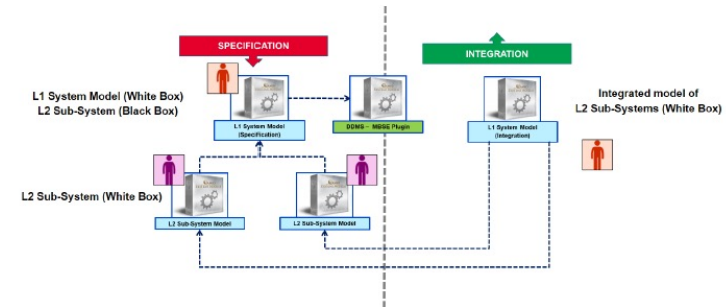 SPECIFICATION
INTEGRATION
L1 System Model (White Box)
L2 Sub-System (Black Box)
L1 System Model
(Specification)
DDMS – MBSE Plugin
L1 System Model
(Integration)
Integrated model of
L2 Sub-Systems (White Box)
L2 Sub-System (White Box)
L2 Sub-System Model
L2 Sub-System Model